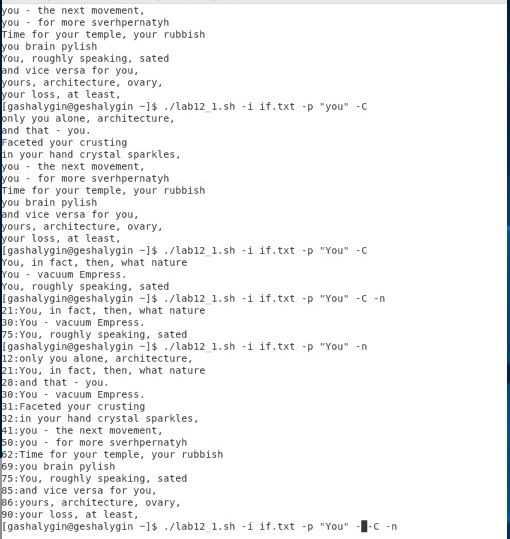 you - the next movement,
you - for more sverhpernatyh
Time for your temple, your rubbish
you brain pylish
You, roughly speaking, sated
and vice versa for you,
yours, architecture, ovary,
your loss, at least,
[gashalygin@geshalygin ~]$ ./lab12_1.sh -i if.txt -p "you" -C
only you alone, architecture,
and that - you.
Faceted your crusting
in your hand crystal sparkles,
you - the next movement,
you - for more sverhpernatyh
Time for your temple, your rubbish
you brain pylish
and vice versa for you,
yours, architecture, ovary,
your loss, at least,
[gashalygin@geshalygin ~]$ ./lab12_1.sh -i if.txt -p "You" -C
You, in fact, then, what nature
You - vacuum Empress.
You, roughly speaking, sated
[gashalygin@geshalygin ~]$ ./lab12_1.sh -i if.txt -p "You" -C -n
21:You, in fact, then, what nature
30:You - vacuum Empress.
75:You, roughly speaking, sated
[gashalygin@geshalygin ~]$ ./lab12_1.sh -i if.txt -p "You" -n
12:only you alone, architecture,
21:You, in fact, then, what nature
28:and that - you.
30:You - vacuum Empress.
31:Faceted your crusting
32:in your hand crystal sparkles,
41:you - the next movement,
50:you - for more sverhpernatyh
62:Time for your temple, your rubbish
69:you brain pylish
75:You, roughly speaking, sated
85:and vice versa for you,
86:yours, architecture, ovary,
90:your loss, at least,
[gashalygin@geshalygin ~]$ ./lab12_1.sh -i if.txt -p "You" - -C -n